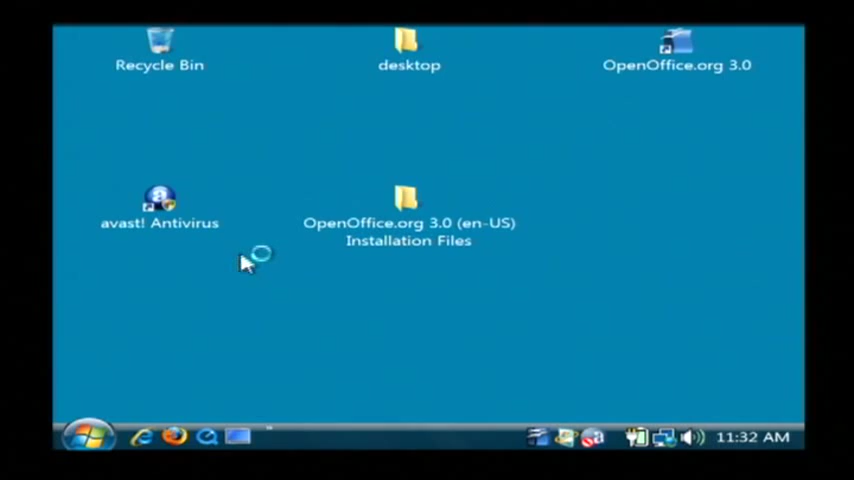 Recycle Bin
desktop
OpenOffice.org 3.0
avast! Antivirus
OpenOffice.org 3.0 (en-US)
Installation Files
11:32 AM